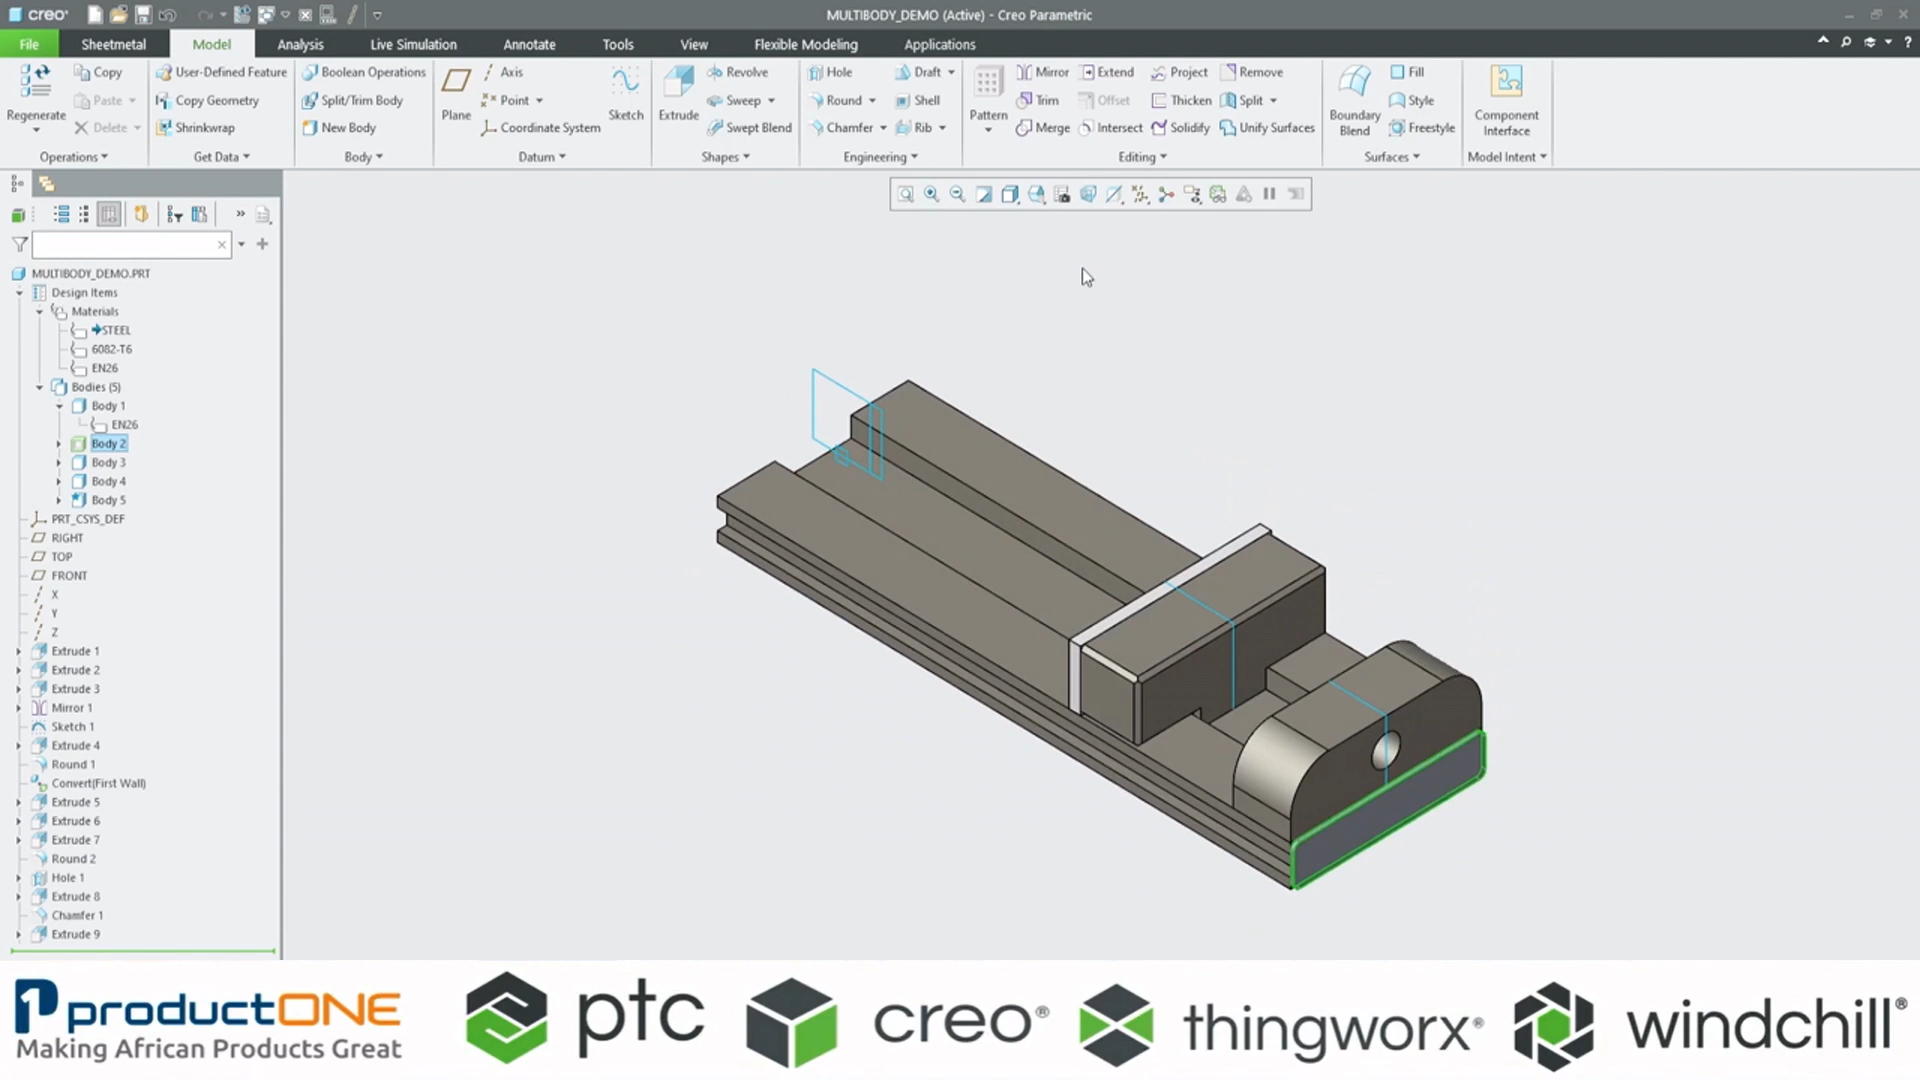 creo®
MULTIBODY_DEMO (Active) - Creo Parametric
File Sheetmetal Model Analysis Live Simulation Annotate Tools View Flexible Modeling Applications
Regenerate
Copy
Paste
Delete
Operations
User-Defined Feature
Copy Geometry
Shrinkwrap
Get Data
Boolean Operations
Split/Trim Body
New Body
Body
Plane
Axis
Point
Coordinate System
Sketch
Datum
Extrude
Revolve
Sweep
Swept Blend
Shapes
Hole
Round
Chamfer
Draft
Shell
Rib
Engineering
Pattern
Mirror
Trim
Merge
Extend
Offset
Intersect
Project
Thicken
Solidify
Remove
Split
Unify Surfaces
Editing
Boundary
Blend
Fill
Style
Freestyle
Surfaces
Component
Interface
Model Intent
MULTIBODY_DEMO.PRT
Design Items
Materials
STEEL
6082-T6
EN26
Bodies (5)
Body 1
EN26
Body 2
Body 3
Body 4
Body 5
PRT_CSYS_DEF
RIGHT
TOP
FRONT
X
Y
Z
Extrude 1
Extrude 2
Extrude 3
Mirror 1
Sketch 1
Extrude 4
Round 1
Convert(First Wall)
Extrude 5
Extrude 6
Extrude 7
Round 2
Hole 1
Extrude 8
Chamfer 1
Extrude 9
productONE
Making African Products Great
ptc
creo®
thingworx®
windchill®